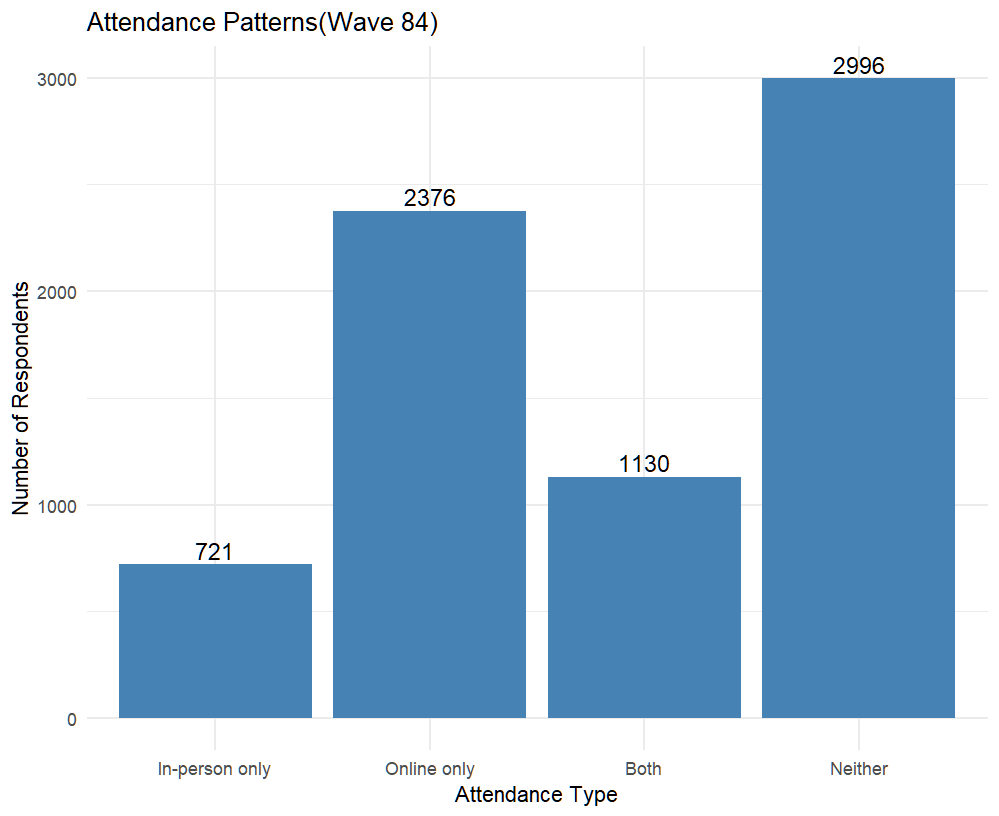 Attendance Patterns(Wave 84)
Number of Respondents
3000
2000
1000
0
721
2376
1130
2996
In-person only
Online only
Both
Neither
Attendance Type